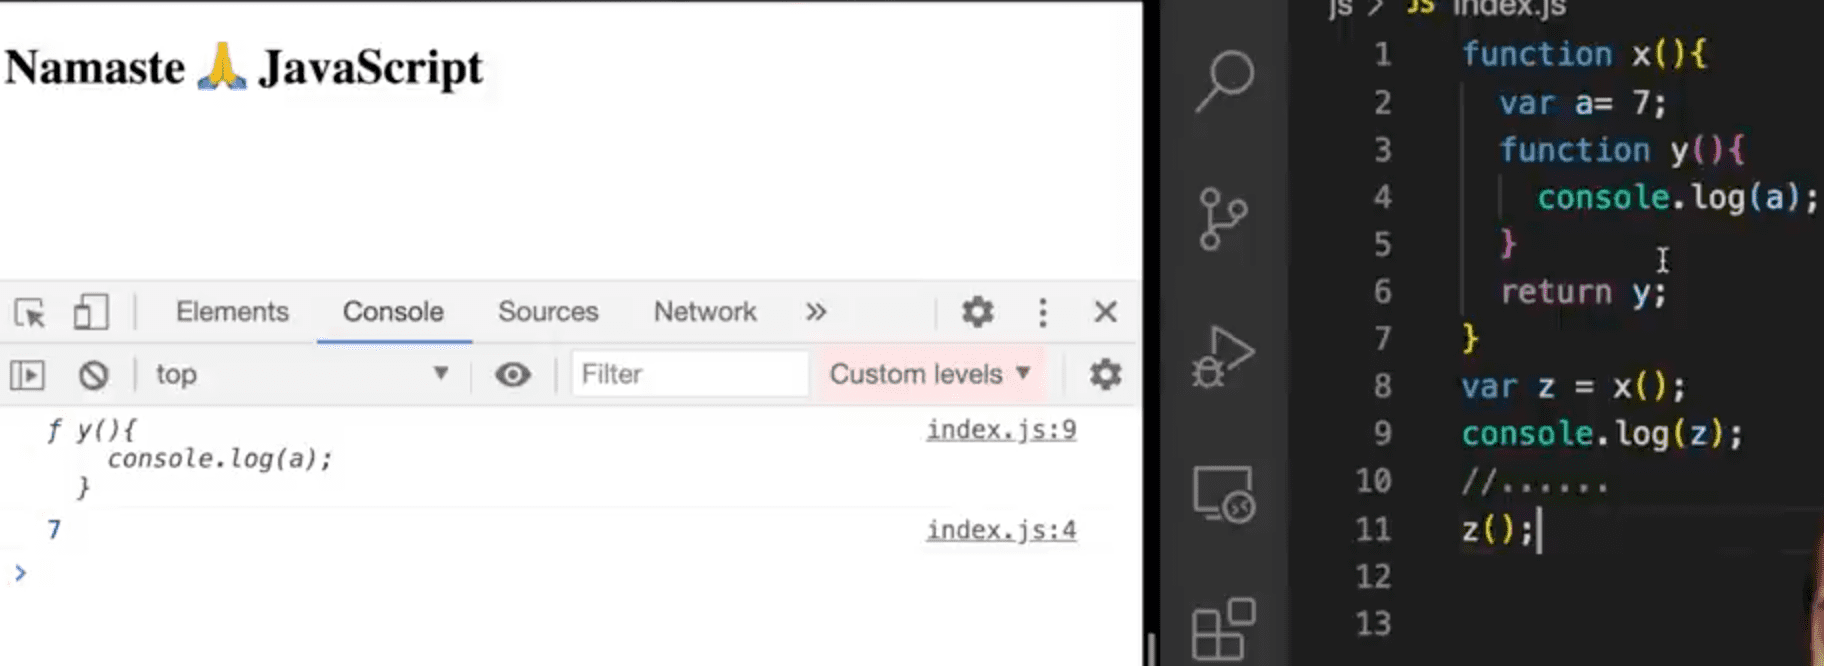 Namaste 🙏 JavaScript
Elements Console Sources Network »
top Filter Custom levels
f y(){ index.js:9
console.log(a);
}
7 index.js:4
>
js > JS index.js
1 function x(){
2 var a= 7;
3 function y(){
4 console.log(a);
5 }
6 return y;
7 }
8 var z = x();
9 console.log(z);
10 //......
11 z();
12
13